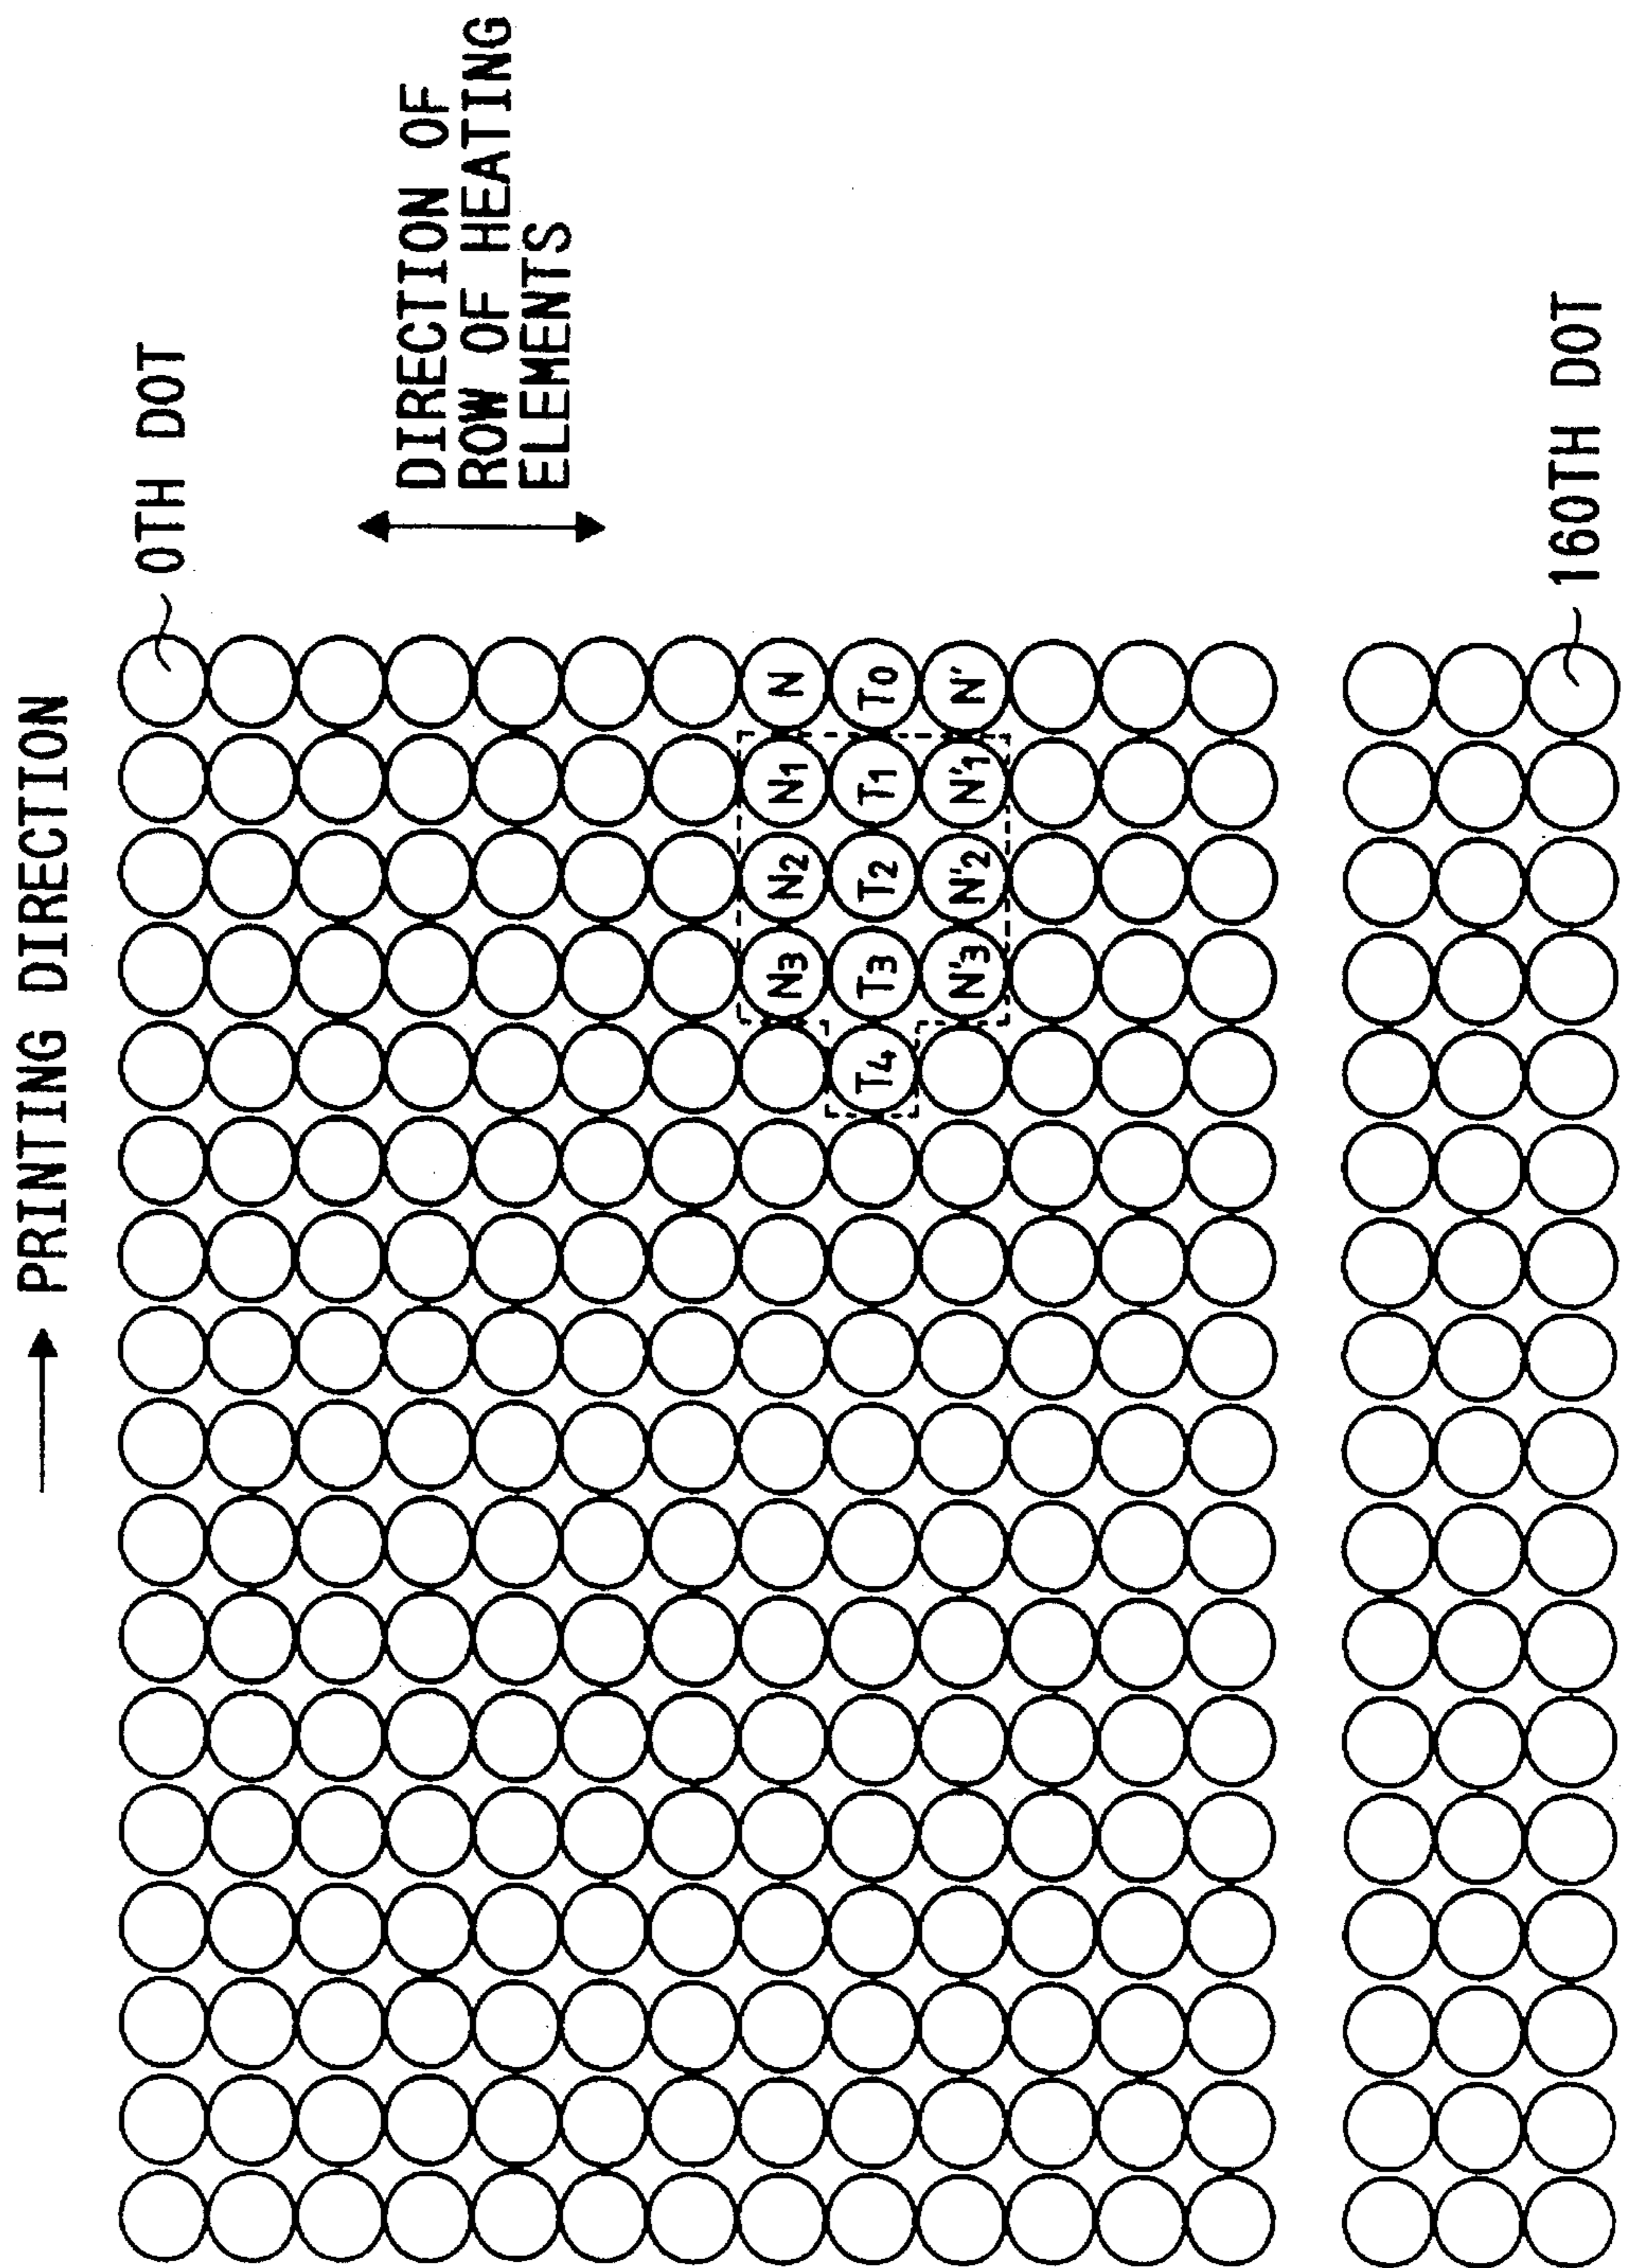 PRINTING DIRECTION
0TH DOT
DIRECTION OF
ROW OF HEATING
ELEMENTS
N3 N2 N1 N
T4 T3 T2 T1 T0
N'3 N'2 N'1 N'
160TH DOT